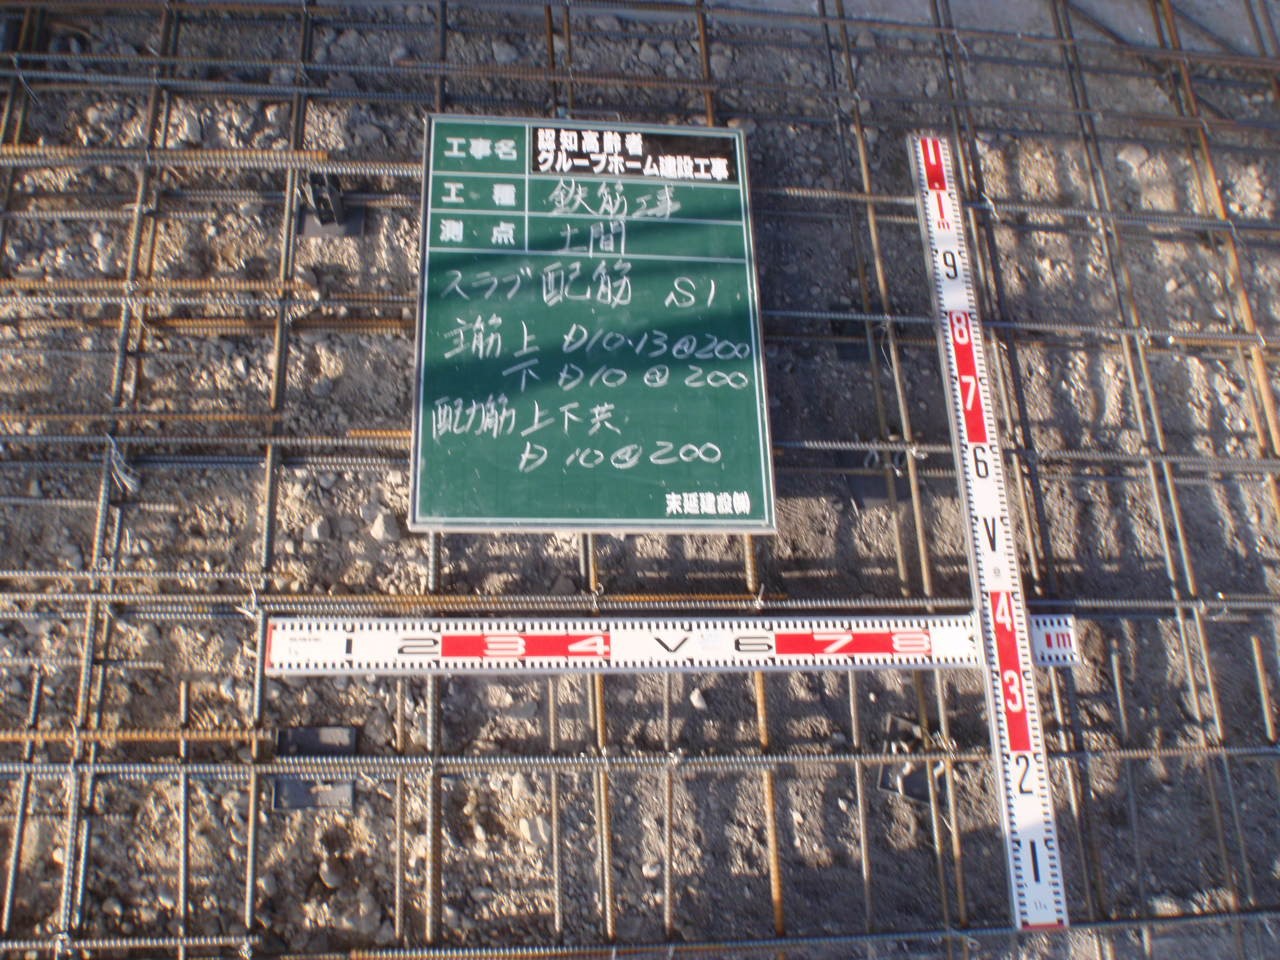 工事名 認知高齢者
グループホーム建設工事
工種 鉄筋工事
測点 土間
スラブ配筋 S1
主筋 上 D10・13@200
下 D10@200
配力筋 上下共
D10@200
末延建設㈱
1 2 3 4 V 6 7 8 1m
1.1m
9
8
7
6
V
4
3
2
1